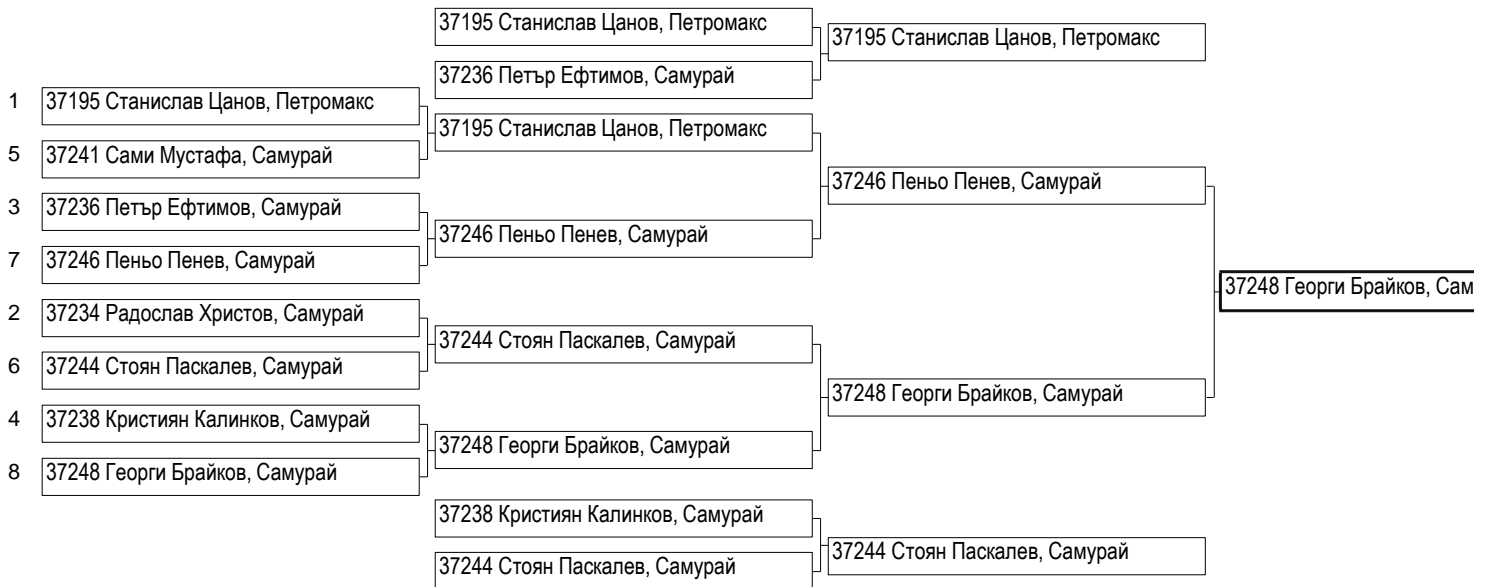 37195 Станислав Цанов, Петромакс
37195 Станислав Цанов, Петромакс
37236 Петър Ефтимов, Самурай
1 37195 Станислав Цанов, Петромакс
37195 Станислав Цанов, Петромакс
5 37241 Сами Мустафа, Самурай
37246 Пеньо Пенев, Самурай
3 37236 Петър Ефтимов, Самурай
37246 Пеньо Пенев, Самурай
7 37246 Пеньо Пенев, Самурай
37248 Георги Брайков, Сам
2 37234 Радослав Христов, Самурай
37244 Стоян Паскалев, Самурай
6 37244 Стоян Паскалев, Самурай
37248 Георги Брайков, Самурай
4 37238 Кристиян Калинков, Самурай
37248 Георги Брайков, Самурай
8 37248 Георги Брайков, Самурай
37238 Кристиян Калинков, Самурай
37244 Стоян Паскалев, Самурай
37244 Стоян Паскалев, Самурай